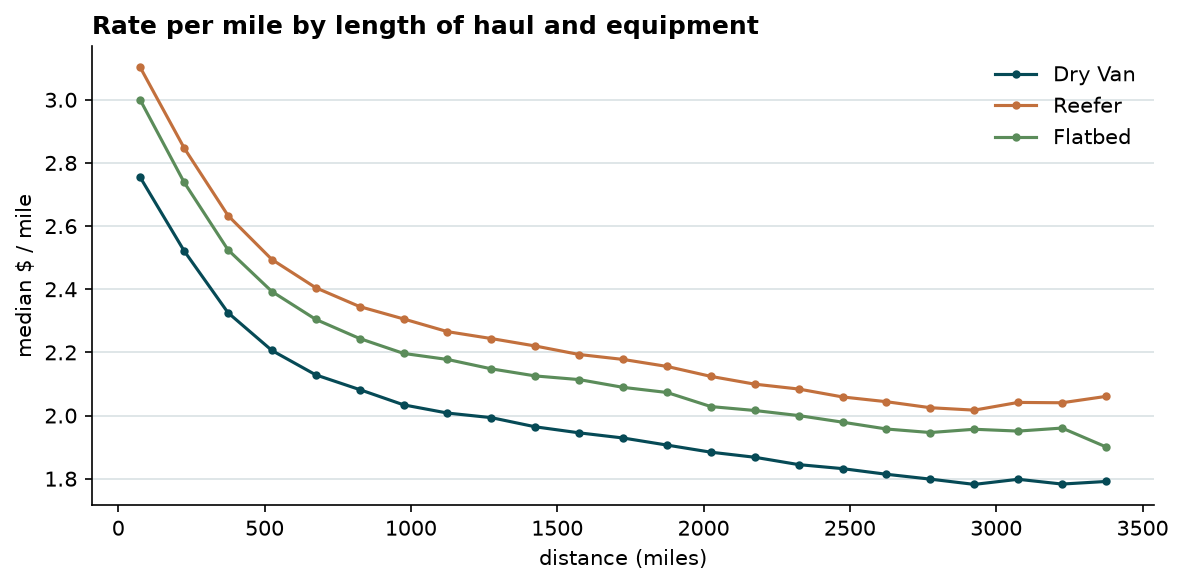 Rate per mile by length of haul and equipment
Dry Van
Reefer
Flatbed
median $ / mile
3.0
2.8
2.6
2.4
2.2
2.0
1.8
0 500 1000 1500 2000 2500 3000 3500
distance (miles)